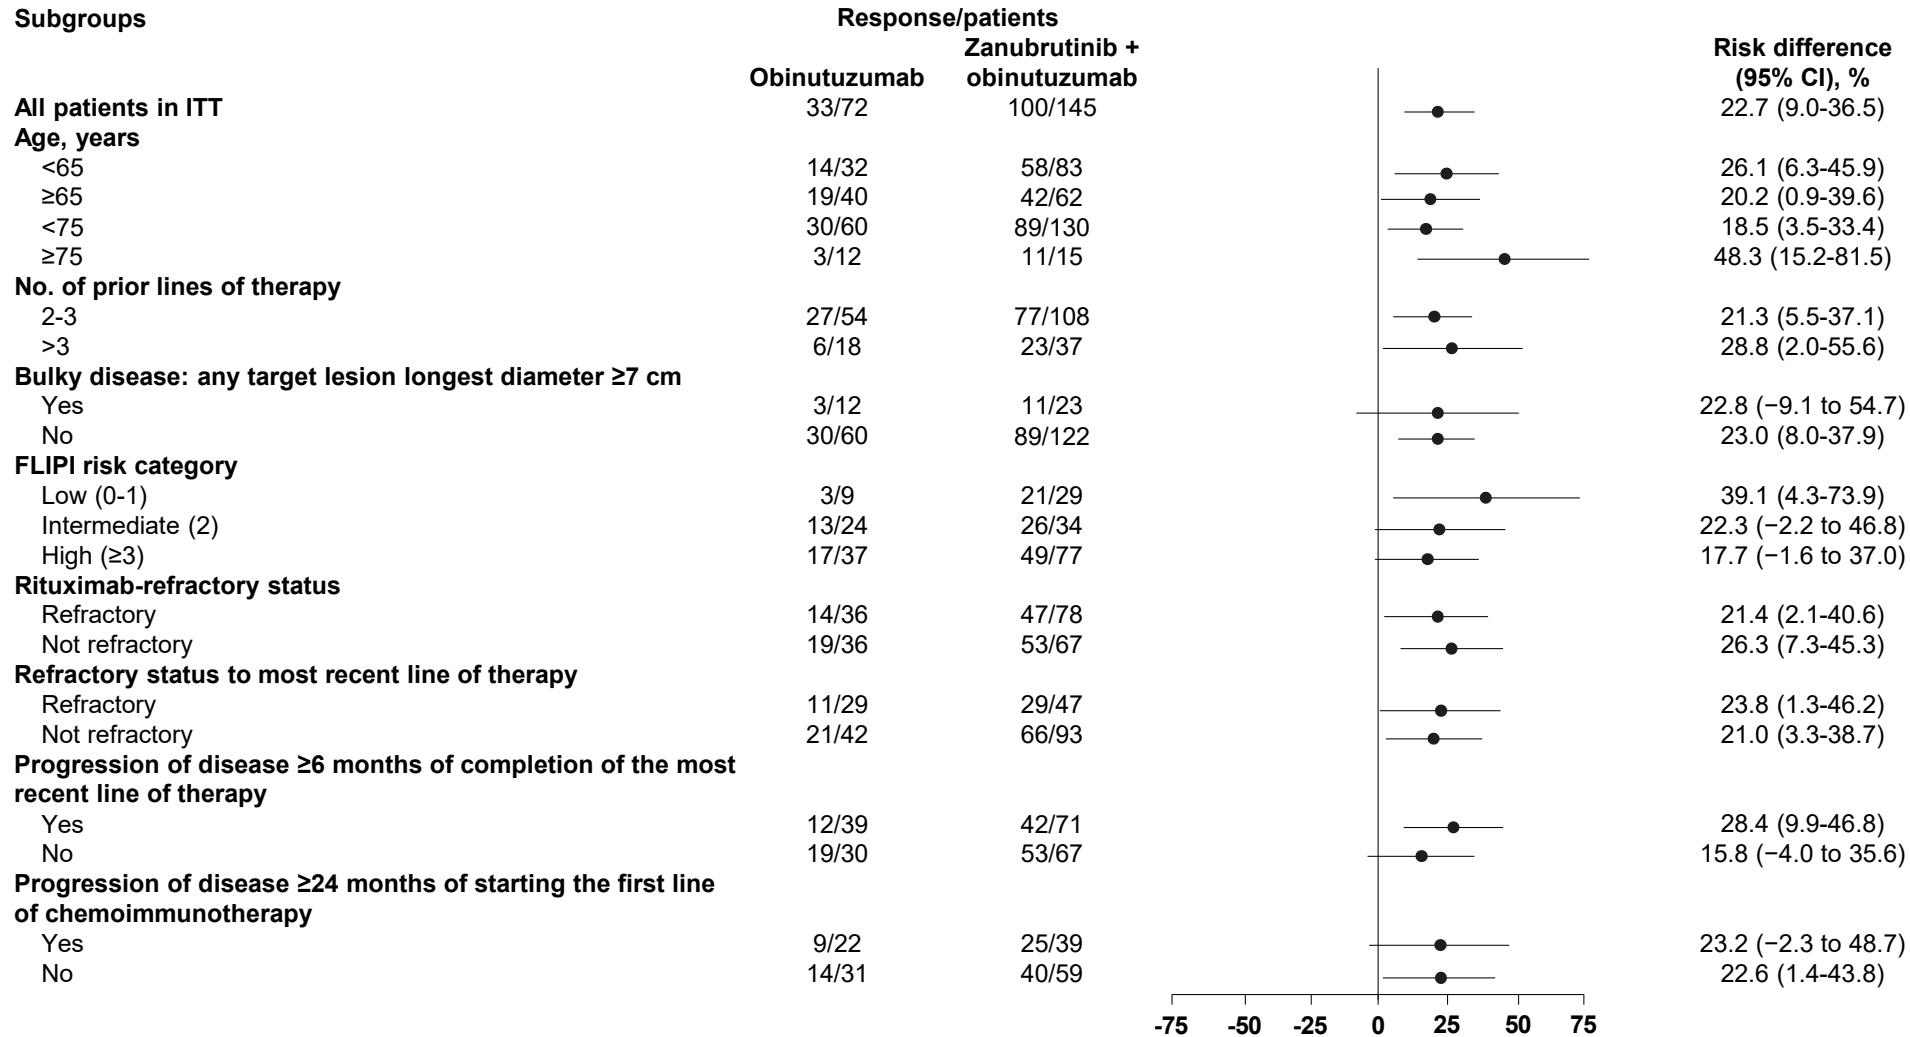 Subgroups Response/patients
Zanubrutinib + Risk difference
Obinutuzumab obinutuzumab (95% CI), %
All patients in ITT 33/72 100/145 22.7 (9.0-36.5)
Age, years
<65 14/32 58/83 26.1 (6.3-45.9)
≥65 19/40 42/62 20.2 (0.9-39.6)
<75 30/60 89/130 18.5 (3.5-33.4)
≥75 3/12 11/15 48.3 (15.2-81.5)
No. of prior lines of therapy
2-3 27/54 77/108 21.3 (5.5-37.1)
>3 6/18 23/37 28.8 (2.0-55.6)
Bulky disease: any target lesion longest diameter ≥7 cm
Yes 3/12 11/23 22.8 (−9.1 to 54.7)
No 30/60 89/122 23.0 (8.0-37.9)
FLIPI risk category
Low (0-1) 3/9 21/29 39.1 (4.3-73.9)
Intermediate (2) 13/24 26/34 22.3 (−2.2 to 46.8)
High (≥3) 17/37 49/77 17.7 (−1.6 to 37.0)
Rituximab-refractory status
Refractory 14/36 47/78 21.4 (2.1-40.6)
Not refractory 19/36 53/67 26.3 (7.3-45.3)
Refractory status to most recent line of therapy
Refractory 11/29 29/47 23.8 (1.3-46.2)
Not refractory 21/42 66/93 21.0 (3.3-38.7)
Progression of disease ≥6 months of completion of the most
recent line of therapy
Yes 12/39 42/71 28.4 (9.9-46.8)
No 19/30 53/67 15.8 (−4.0 to 35.6)
Progression of disease ≥24 months of starting the first line
of chemoimmunotherapy
Yes 9/22 25/39 23.2 (−2.3 to 48.7)
No 14/31 40/59 22.6 (1.4-43.8)
-75 -50 -25 0 25 50 75